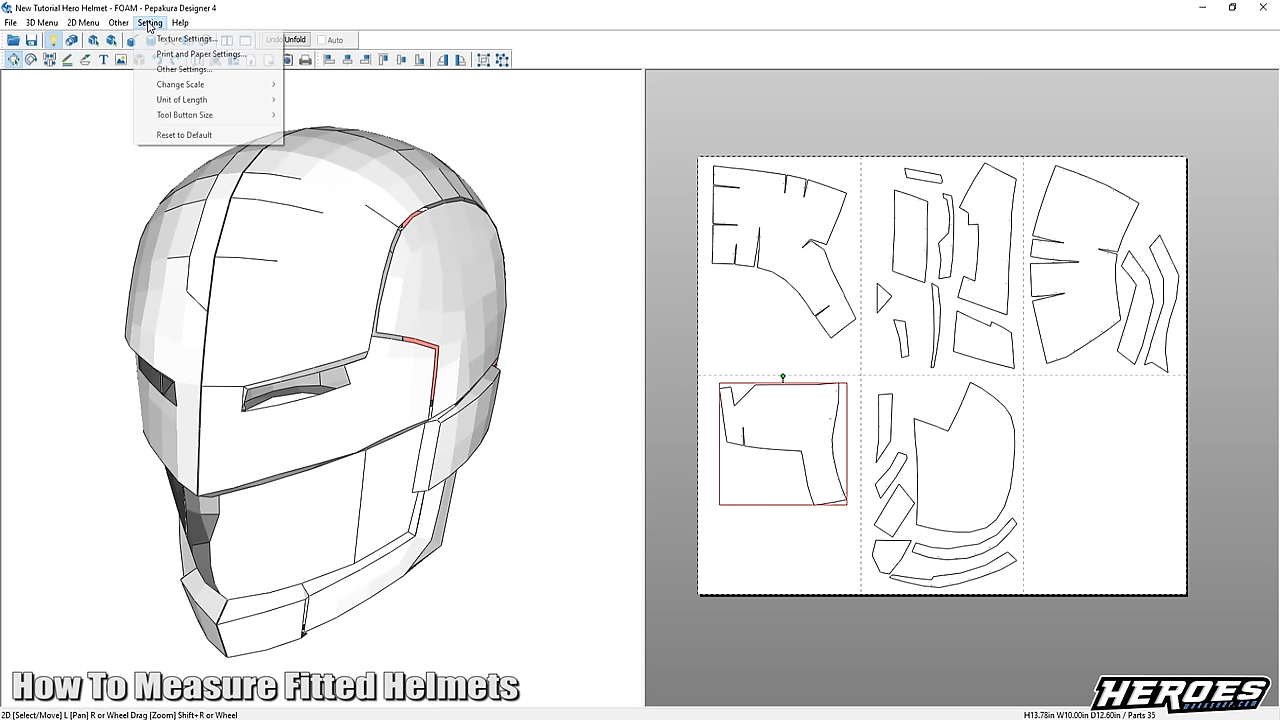 New Tutorial Hero Helmet - FOAM - Pepakura Designer 4
File 3D Menu 2D Menu Other Setting Help
Undo Unfold Auto
Texture Settings...
Print and Paper Settings...
Other Settings...
Change Scale
Unit of Length
Tool Button Size
Reset to Default
How To Measure Fitted Helmets
HEROES
WORKSHOP.COM
2D [Select/Move] L [Pan] R or Wheel Drag [Zoom] Shift+R or Wheel
H13.78in W10.00in D12.60in / Parts 35